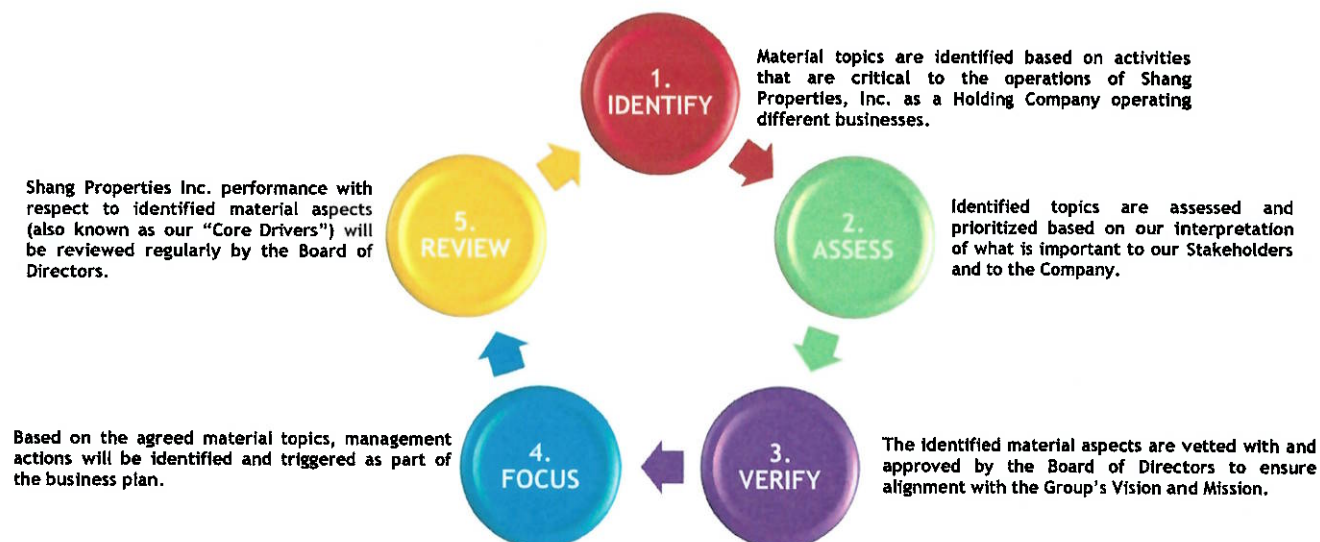 1.
IDENTIFY
Material topics are identified based on activities
that are critical to the operations of Shang
Properties, Inc. as a Holding Company operating
different businesses.
2.
ASSESS
Identified topics are assessed and
prioritized based on our interpretation
of what is important to our Stakeholders
and to the Company.
3.
VERIFY
The identified material aspects are vetted with and
approved by the Board of Directors to ensure
alignment with the Group's Vision and Mission.
4.
FOCUS
Based on the agreed material topics, management
actions will be identified and triggered as part of
the business plan.
5.
REVIEW
Shang Properties Inc. performance with
respect to identified material aspects
(also known as our "Core Drivers") will
be reviewed regularly by the Board of
Directors.